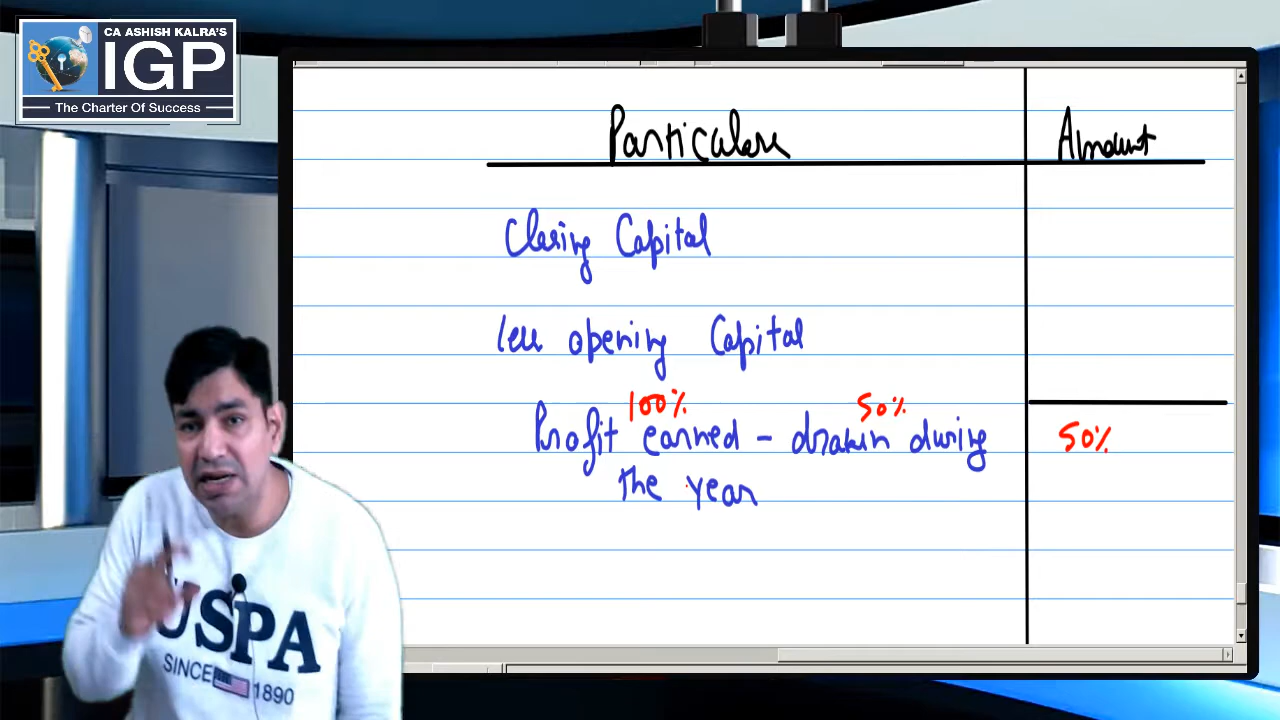 CA ASHISH KALRA'S
IGP
The Charter Of Success
Particulars Amount
Closing Capital
less opening Capital
100% 50%
Profit earned – drawn during 50%
the year
USPA
SINCE 1890